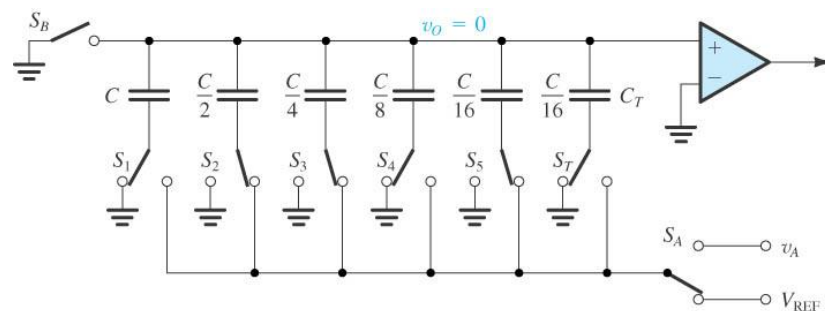 S_B
v_O = 0
+
−
C
C/2
C/4
C/8
C/16
C/16
C_T
S_1
S_2
S_3
S_4
S_5
S_T
S_A
v_A
V_REF